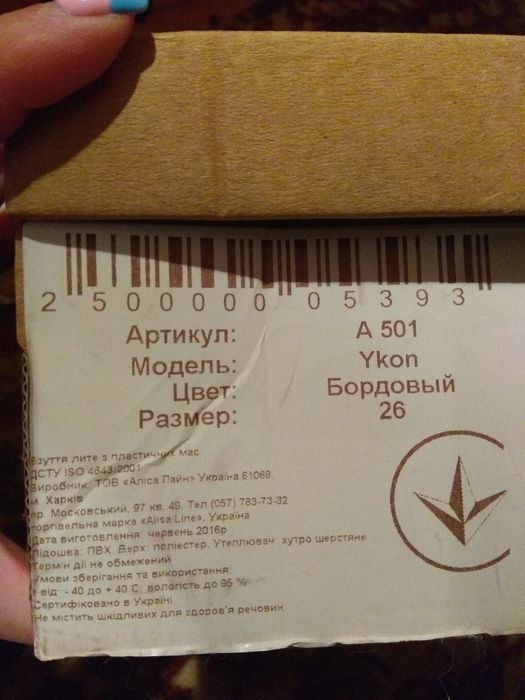 2 500000 05393
Артикул: А 501
Модель: Ykon
Цвет: Бордовый
Размер: 26
Взуття лите з пластичних мас
ДСТУ ISO 4643:2001
Виробник: ТОВ «Аліса Лайн» Україна 61068,
м. Харків
пр. Московський, 97 кв. 49. Тел (057) 783-73-32
торгівельна марка «Alisa Line», Україна
Дата виготовлення: червень 2016р
Підошва: ПВХ. Верх: поліестер. Утеплювач: хутро шерстяне
Термін дії не обмежений
Умови зберігання та використання:
від - 40 до + 40 С, вологість до 96 %
Сертифіковано в Україні
Не містить шкідливих для здоров'я речовин